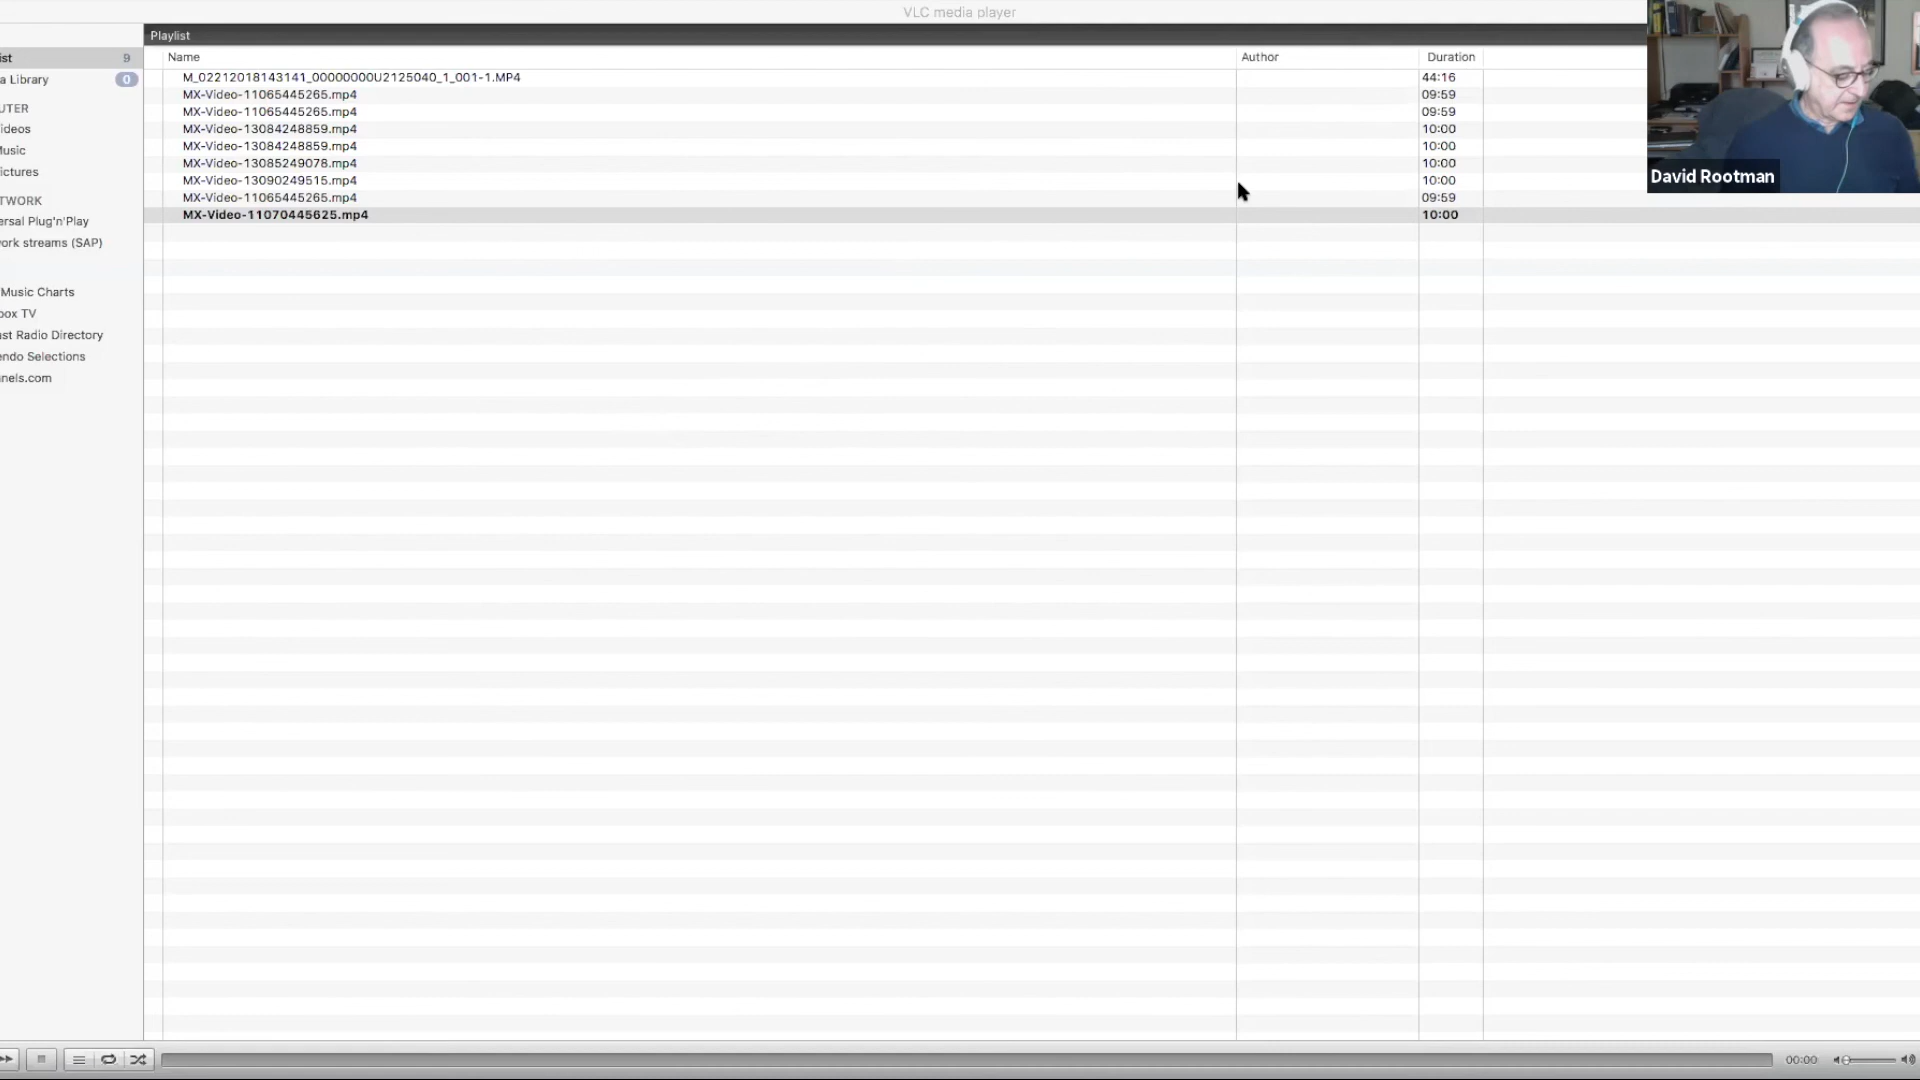 VLC media player
Playlist
ist 9
Name Author Duration
M_02212018143141_00000000U2125040_1_001-1.MP4 44:16
a Library 0
MX-Video-11065445265.mp4 09:59
UTER
MX-Video-11065445265.mp4 09:59
ideos
MX-Video-13084248859.mp4 10:00
Music
MX-Video-13084248859.mp4 10:00
ictures
MX-Video-13085249078.mp4 10:00
MX-Video-13090249515.mp4 10:00
David Rootman
TWORK
MX-Video-11065445265.mp4 09:59
MX-Video-11070445625.mp4 10:00
ersal Plug'n'Play
ork streams (SAP)
Music Charts
box TV
ast Radio Directory
endo Selections
nels.com
00:00